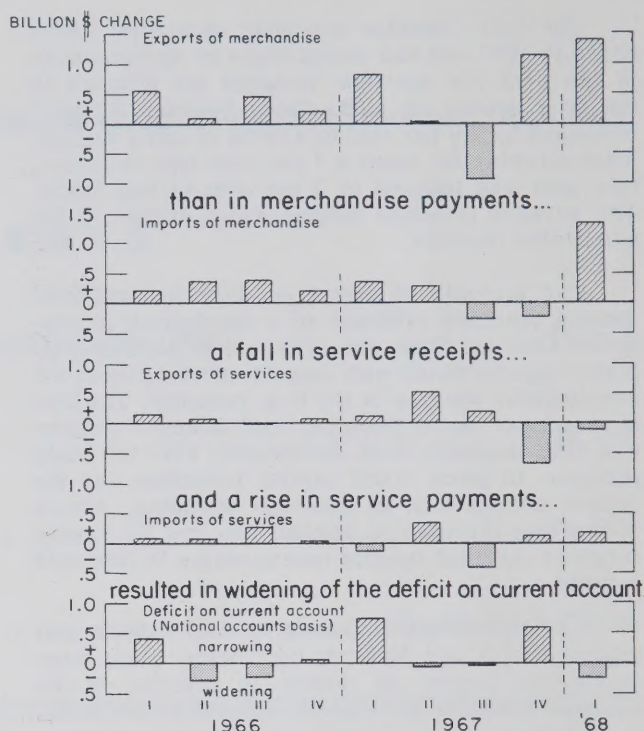 BILLION $ CHANGE
Exports of merchandise
1.0
.5
+
0
−
.5
1.0
than in merchandise payments...
Imports of merchandise
1.5
1.0
.5
+
0
−
.5
a fall in service receipts...
Exports of services
1.0
.5
+
0
−
.5
1.0
and a rise in service payments...
Imports of services
.5
+
0
−
.5
resulted in widening of the deficit on current account.
Deficit on current account
(National accounts basis)
1.0
.5
narrowing
+
0
−
widening
.5
I II III IV I II III IV I
1966 1967 '68